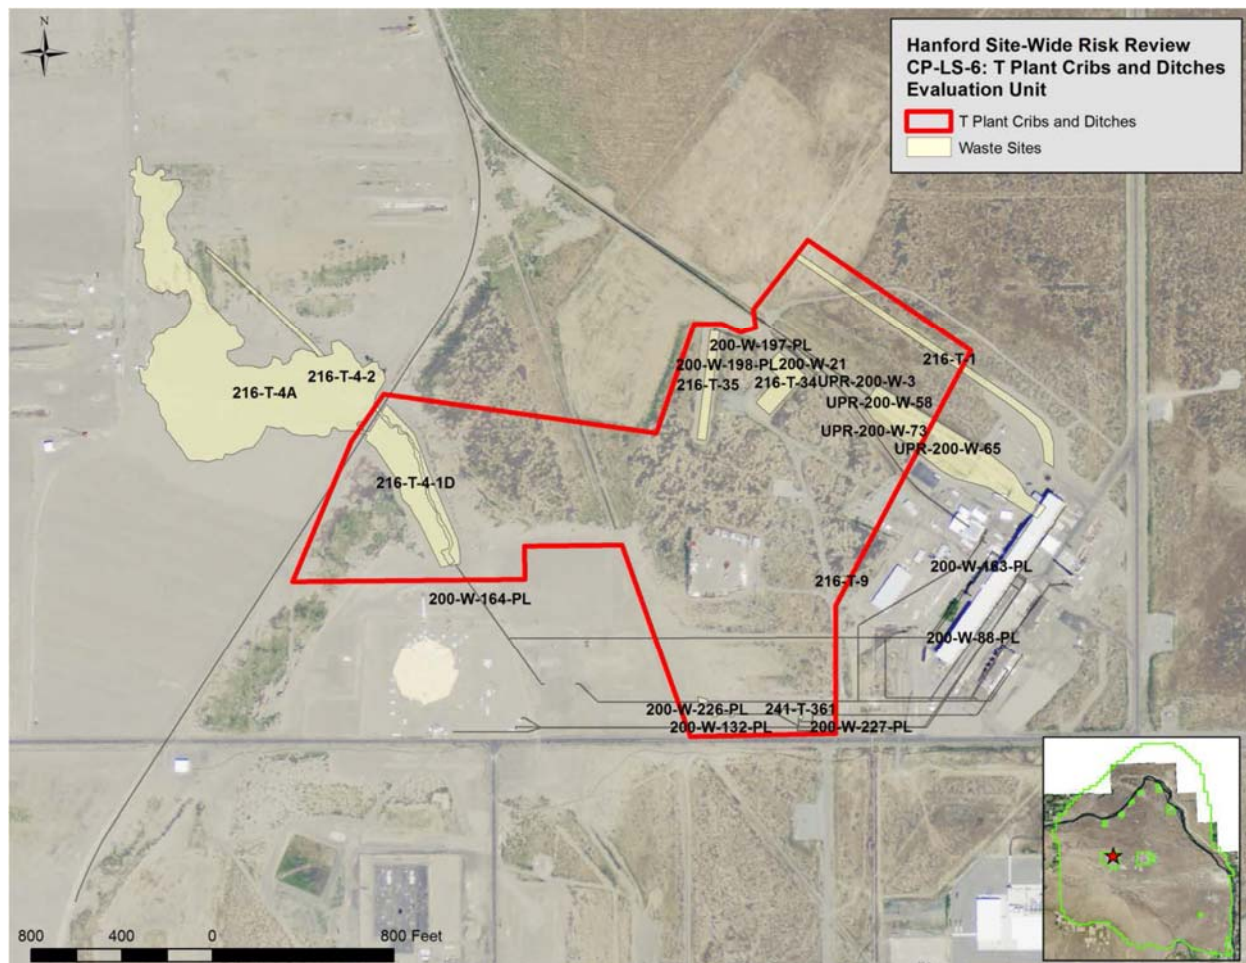 N
Hanford Site-Wide Risk Review
CP-LS-6: T Plant Cribs and Ditches
Evaluation Unit
T Plant Cribs and Ditches
Waste Sites
200-W-197-PL
200-W-198-PL 200-W-21
216-T-1
216-T-4-2
216-T-35
216-T-34 UPR-200-W-3
216-T-4A
UPR-200-W-58
UPR-200-W-73
UPR-200-W-65
216-T-4-1D
200-W-183-PL
216-T-9
200-W-164-PL
200-W-88-PL
200-W-226-PL
241-T-361
200-W-132-PL
200-W-227-PL
800 400 0 800 Feet